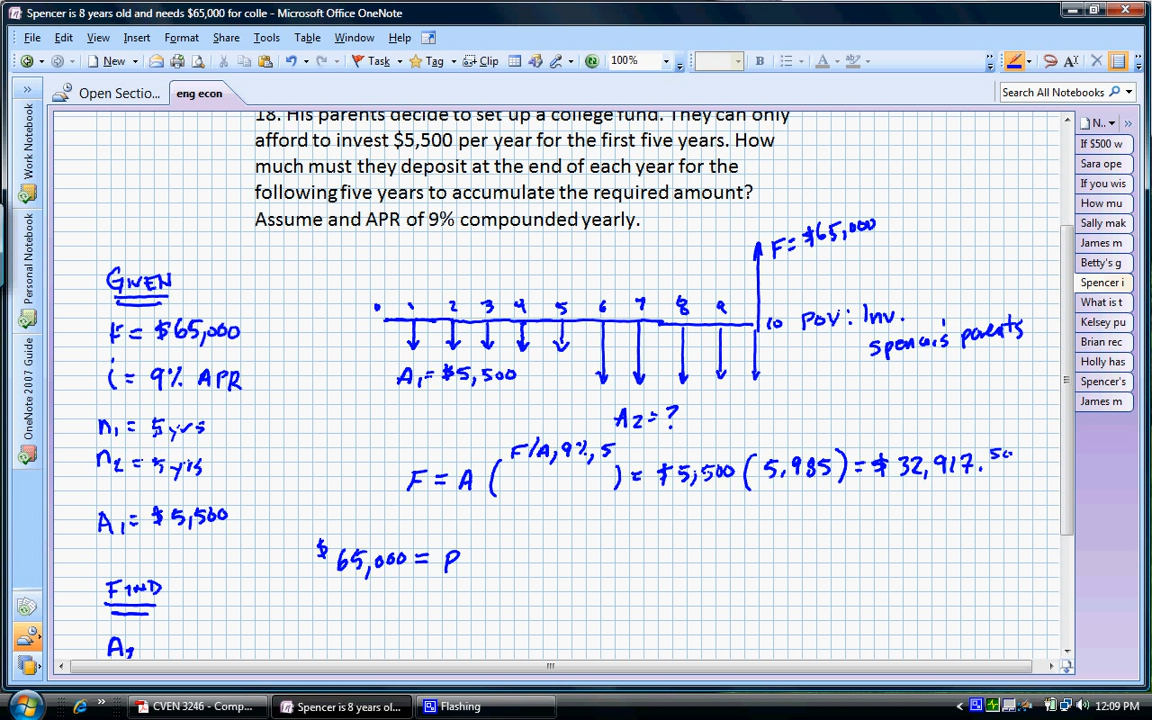 Spencer is 8 years old and needs $65,000 for colle - Microsoft Office OneNote
File Edit View Insert Format Share Tools Table Window Help
New Task Tag Clip 100% B A
Open Sectio... eng econ Search All Notebooks
Work Notebook
Personal Notebook
OneNote 2007 Guide
18. His parents decide to set up a college fund. They can only
afford to invest $5,500 per year for the first five years. How
much must they deposit at the end of each year for the
following five years to accumulate the required amount?
Assume and APR of 9% compounded yearly.
F = $65,000
GIVEN
F = $65,000
i = 9% APR
n1 = 5 yrs
n2 = 5 yrs
A1 = $5,500
FIND
A2
0 1 2 3 4 5 6 7 8 9 10
POV: Inv.
spencer's parents
A1 = $5,500
A2 = ?
F = A ( F/A, 9%, 5 ) = $5,500 ( 5.985 ) = $32,917.50
$65,000 = P
N..
If $500 w
Sara ope
If you wis
How mu
Sally mak
James m
Betty's g
Spencer i
What is t
Kelsey pu
Brian rec
Holly has
Spencer's
James m
CVEN 3246 - Comp... Spencer is 8 years ol... Flashing 12:09 PM